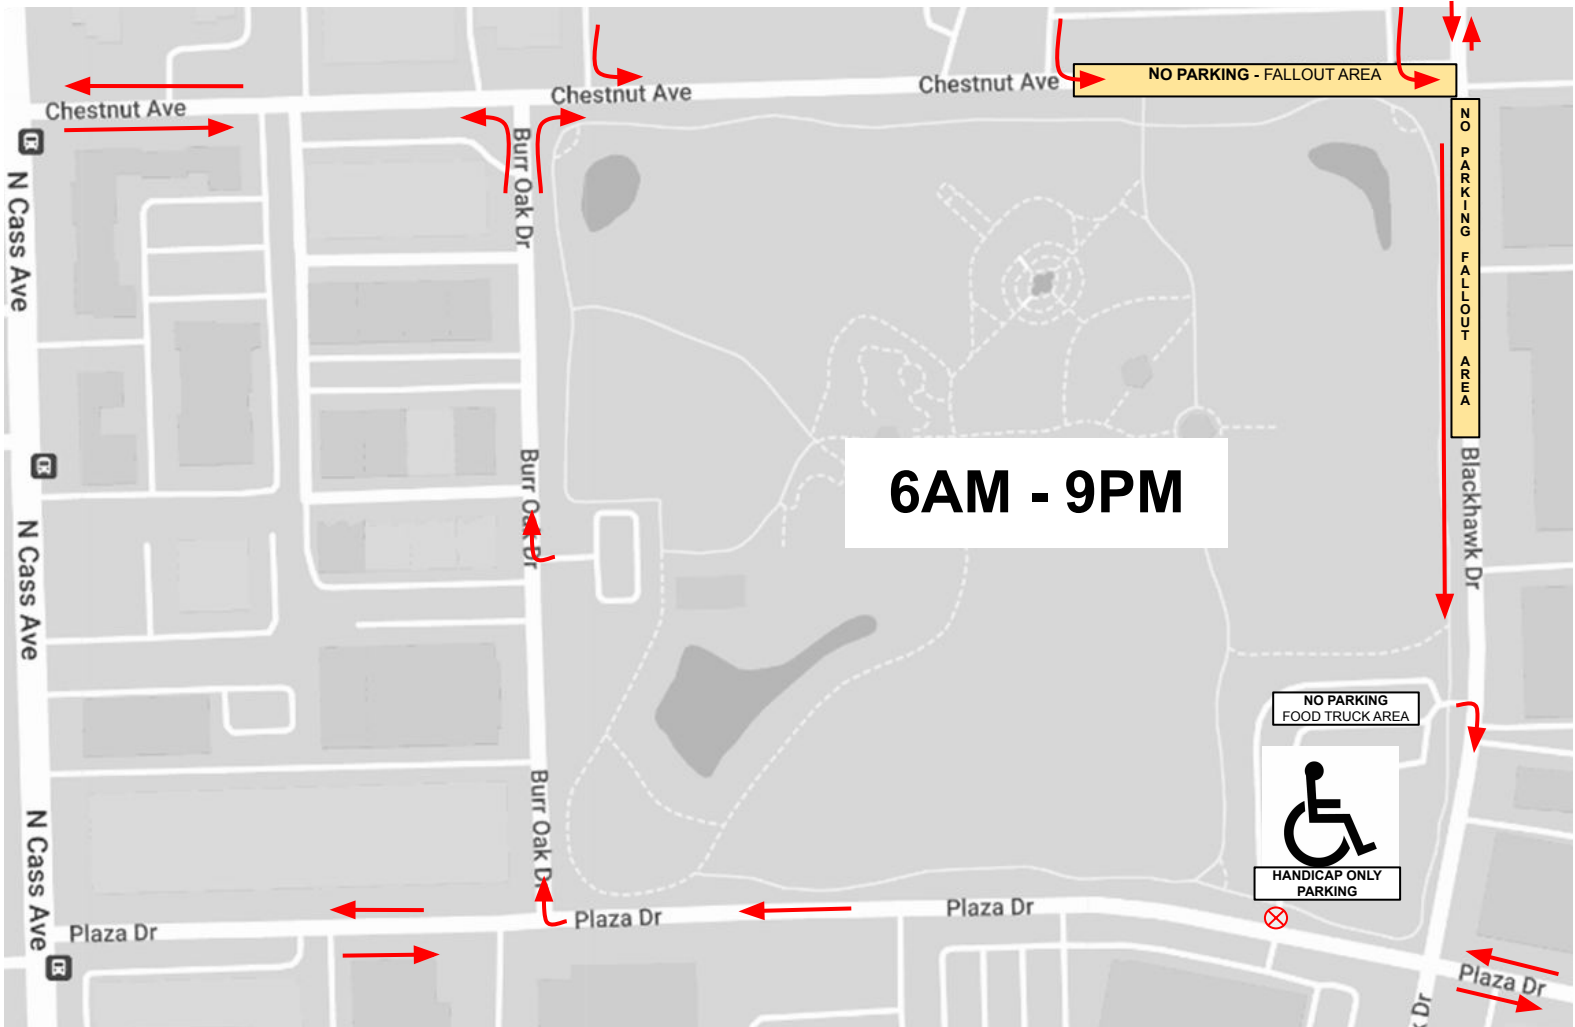 NO PARKING - FALLOUT AREA
Chestnut Ave
Chestnut Ave
Chestnut Ave
NO PARKING FALLOUT AREA
Burr Oak Dr
N Cass Ave
6AM - 9PM
Burr Oak Dr
Blackhawk Dr
N Cass Ave
NO PARKING
FOOD TRUCK AREA
Burr Oak Dr
N Cass Ave
HANDICAP ONLY
PARKING
Plaza Dr
Plaza Dr
Plaza Dr
Plaza Dr
Dr